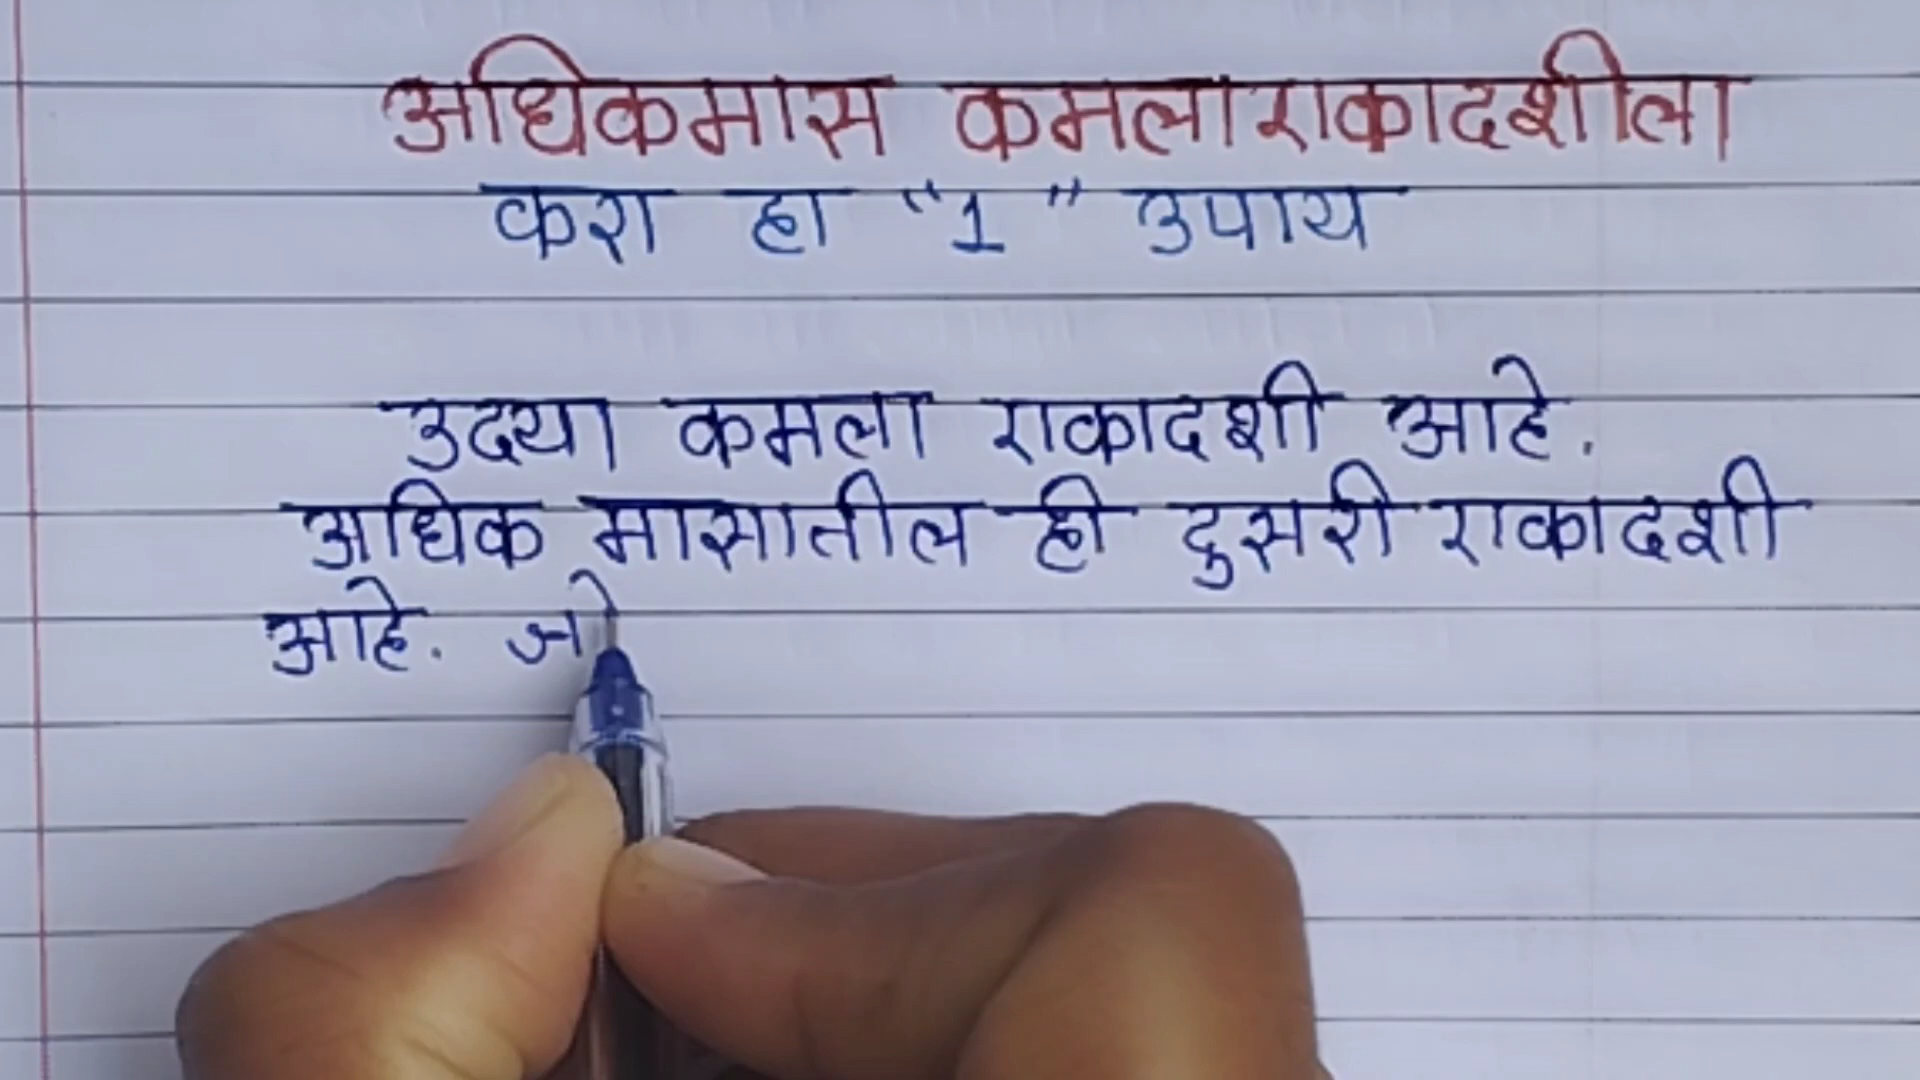 अधिकमास कमला एकादशीला
करा हा "1" उपाय
उदया कमला एकादशी आहे.
अधिक मासातील ही दुसरी एकादशी
आहे. जे